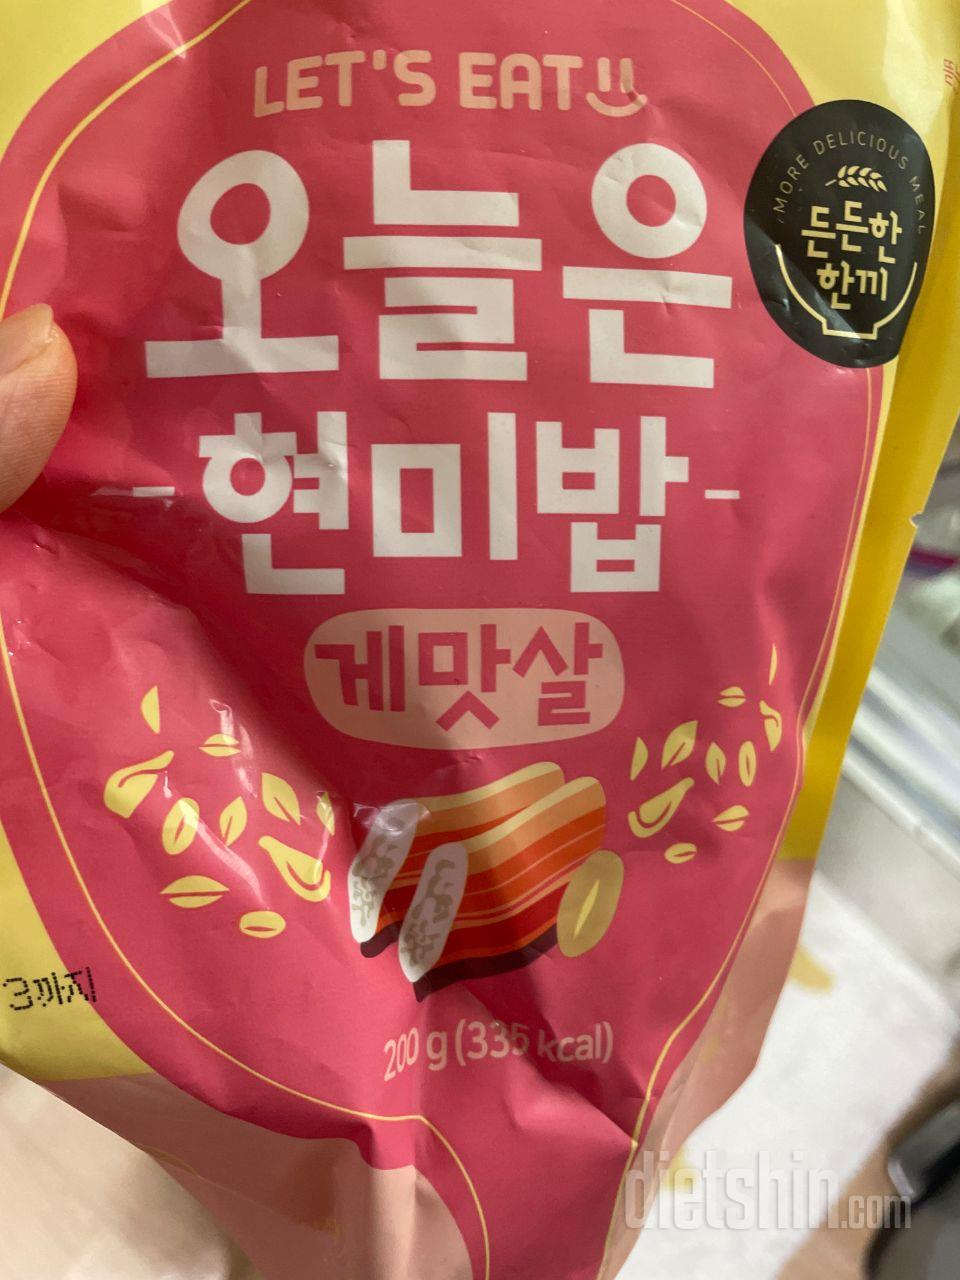 LET'S EAT
MORE DELICIOUS MEAL
든든한
한끼
오늘은
-현미밥-
게맛살
3까지
200 g (335 kcal)
dietshin.com